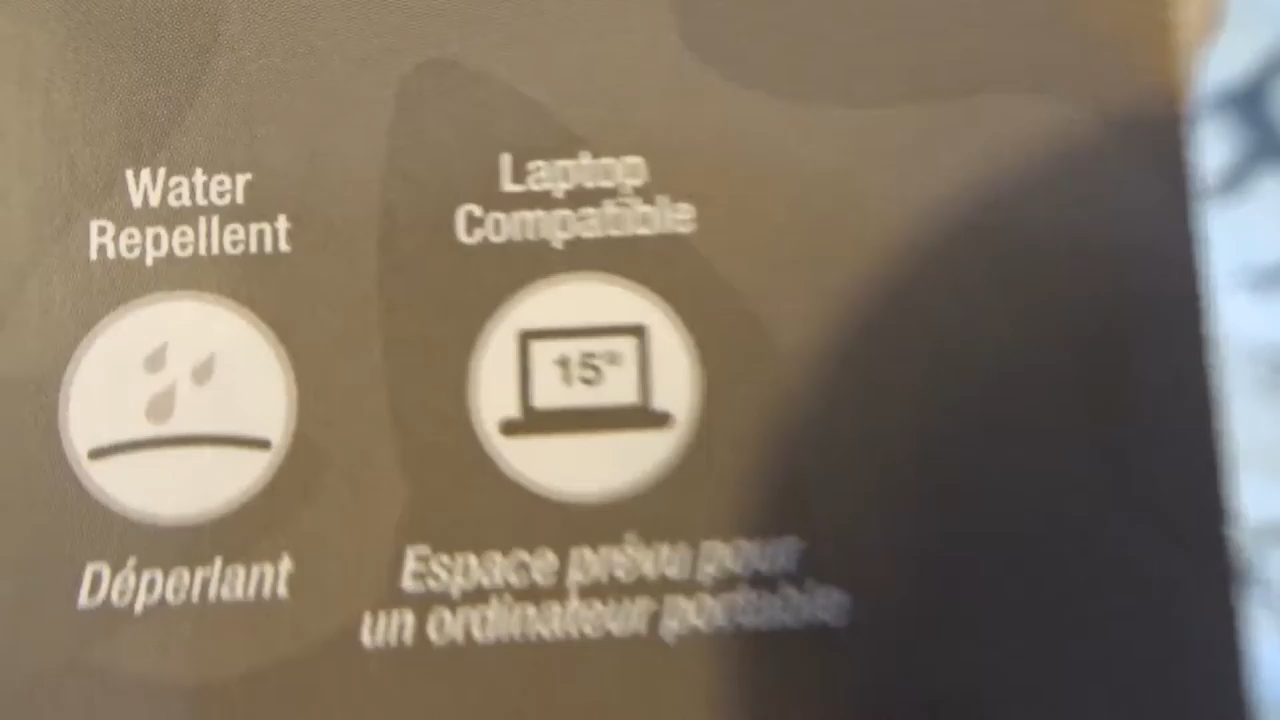 Water
Repellent
Déperlant
Laptop
Compatible
15"
Espace prévu pour
un ordinateur portable